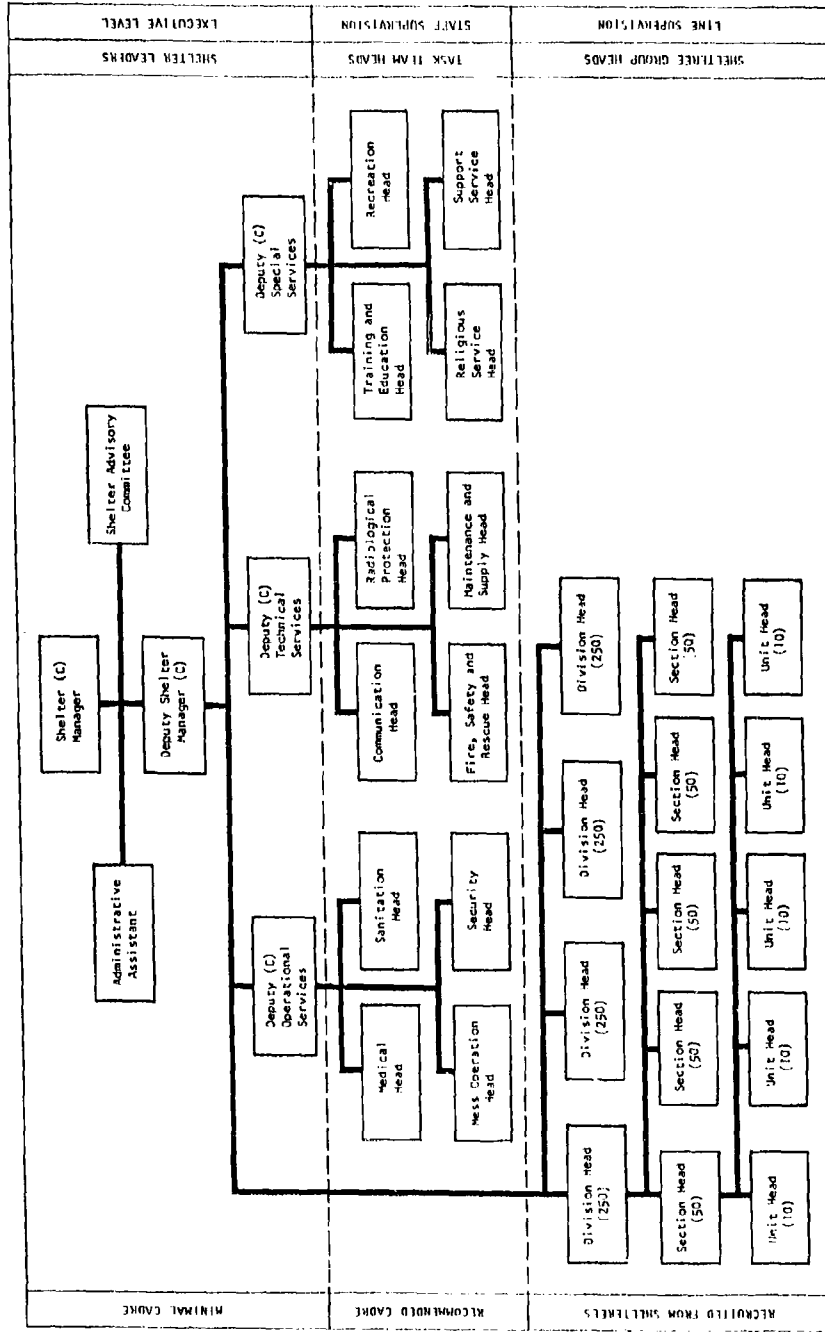 EXECUTIVE LEVEL
STAFF SUPERVISION
LINE SUPERVISION
SHELTER LEADERS
TASK TEAM HEADS
SHELTEREE GROUP HEADS
Shelter (C)
Manager
Administrative
Assistant
Shelter Advisory
Committee
Deputy Shelter
Manager (C)
Deputy (C)
Operational
Services
Deputy (C)
Technical
Services
Deputy (C)
Special
Services
Medical
Head
Sanitation
Head
Communication
Head
Radiological
Protection
Head
Training and
Education
Head
Recreation
Head
Mess Operation
Head
Security
Head
Fire, Safety and
Rescue Head
Maintenance and
Supply Head
Religious
Service
Head
Support
Service
Head
Division Head
(250)
Division Head
(250)
Division Head
(250)
Division Head
(250)
Section Head
(50)
Section Head
(50)
Section Head
(50)
Section Head
(50)
Section Head
(50)
Unit Head
(10)
Unit Head
(10)
Unit Head
(10)
Unit Head
(10)
Unit Head
(10)
MINIMAL CADRE
RECOMMENDED CADRE
RECRUITED FROM SHELTEREES